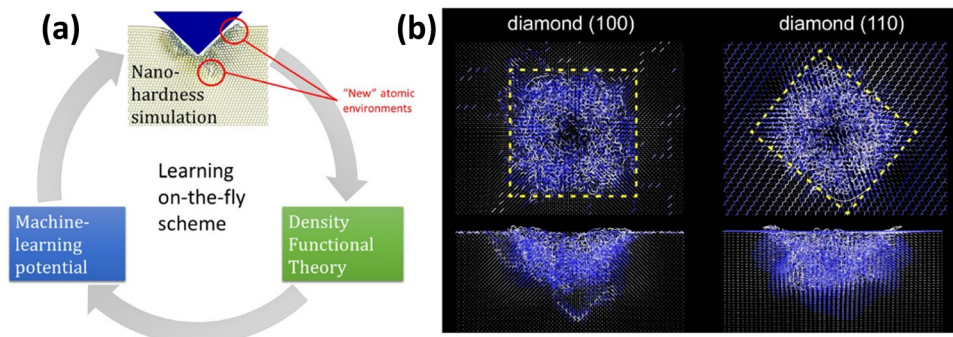 (a)
Nano-
hardness
simulation
"New" atomic
environments
Learning
on-the-fly
scheme
Machine-
learning
potential
Density
Functional
Theory
(b)
diamond (100)
diamond (110)